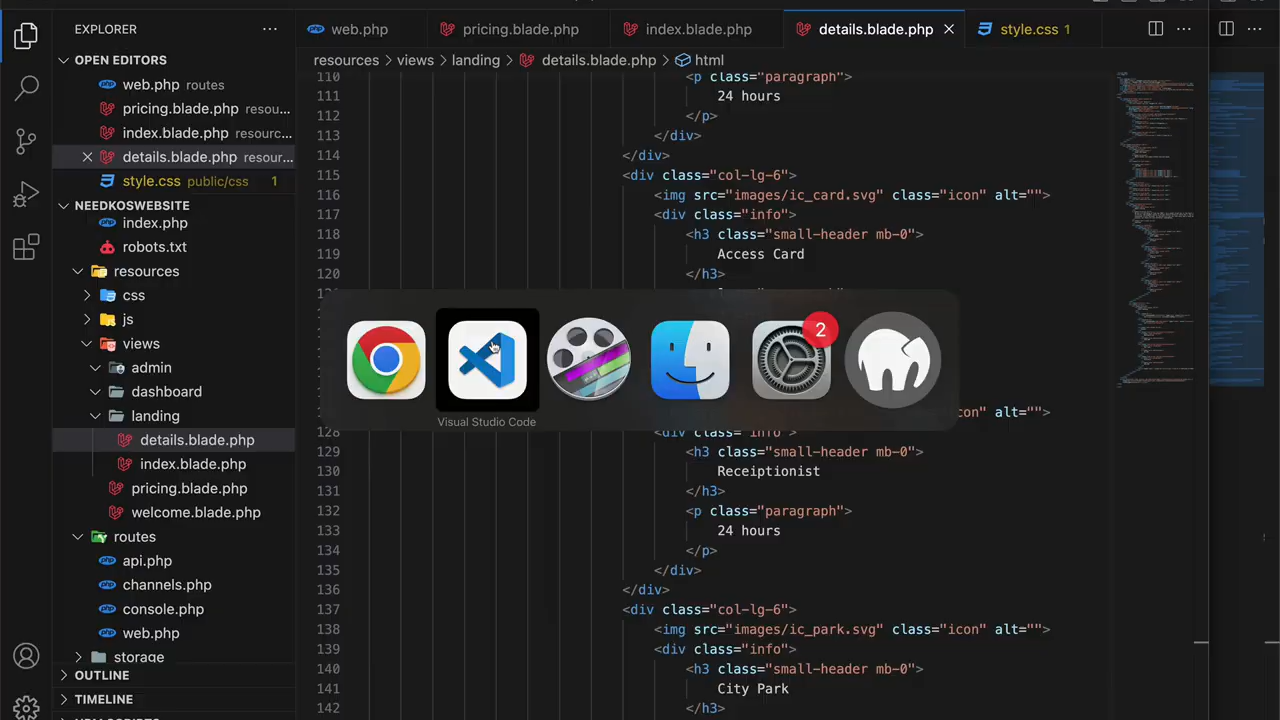 EXPLORER
OPEN EDITORS
web.php routes
pricing.blade.php resou...
index.blade.php resourc...
details.blade.php resour...
style.css public/css 1
NEEDKOSWEBSITE
index.php
robots.txt
resources
css
js
views
admin
dashboard
landing
details.blade.php
index.blade.php
pricing.blade.php
welcome.blade.php
routes
api.php
channels.php
console.php
web.php
storage
OUTLINE
TIMELINE
web.php
pricing.blade.php
index.blade.php
details.blade.php
style.css 1
resources > views > landing > details.blade.php > html
110 <p class="paragraph">
111 24 hours
112 </p>
113 </div>
114 </div>
115 <div class="col-lg-6">
116 <img src="images/ic_card.svg" class="icon" alt="">
117 <div class="info">
118 <h3 class="small-header mb-0">
119 Access Card
120 </h3>
2
Visual Studio Code
con" alt="">
128 <div class="info">
129 <h3 class="small-header mb-0">
130 Receiptionist
131 </h3>
132 <p class="paragraph">
133 24 hours
134 </p>
135 </div>
136 </div>
137 <div class="col-lg-6">
138 <img src="images/ic_park.svg" class="icon" alt="">
139 <div class="info">
140 <h3 class="small-header mb-0">
141 City Park
142 </h3>